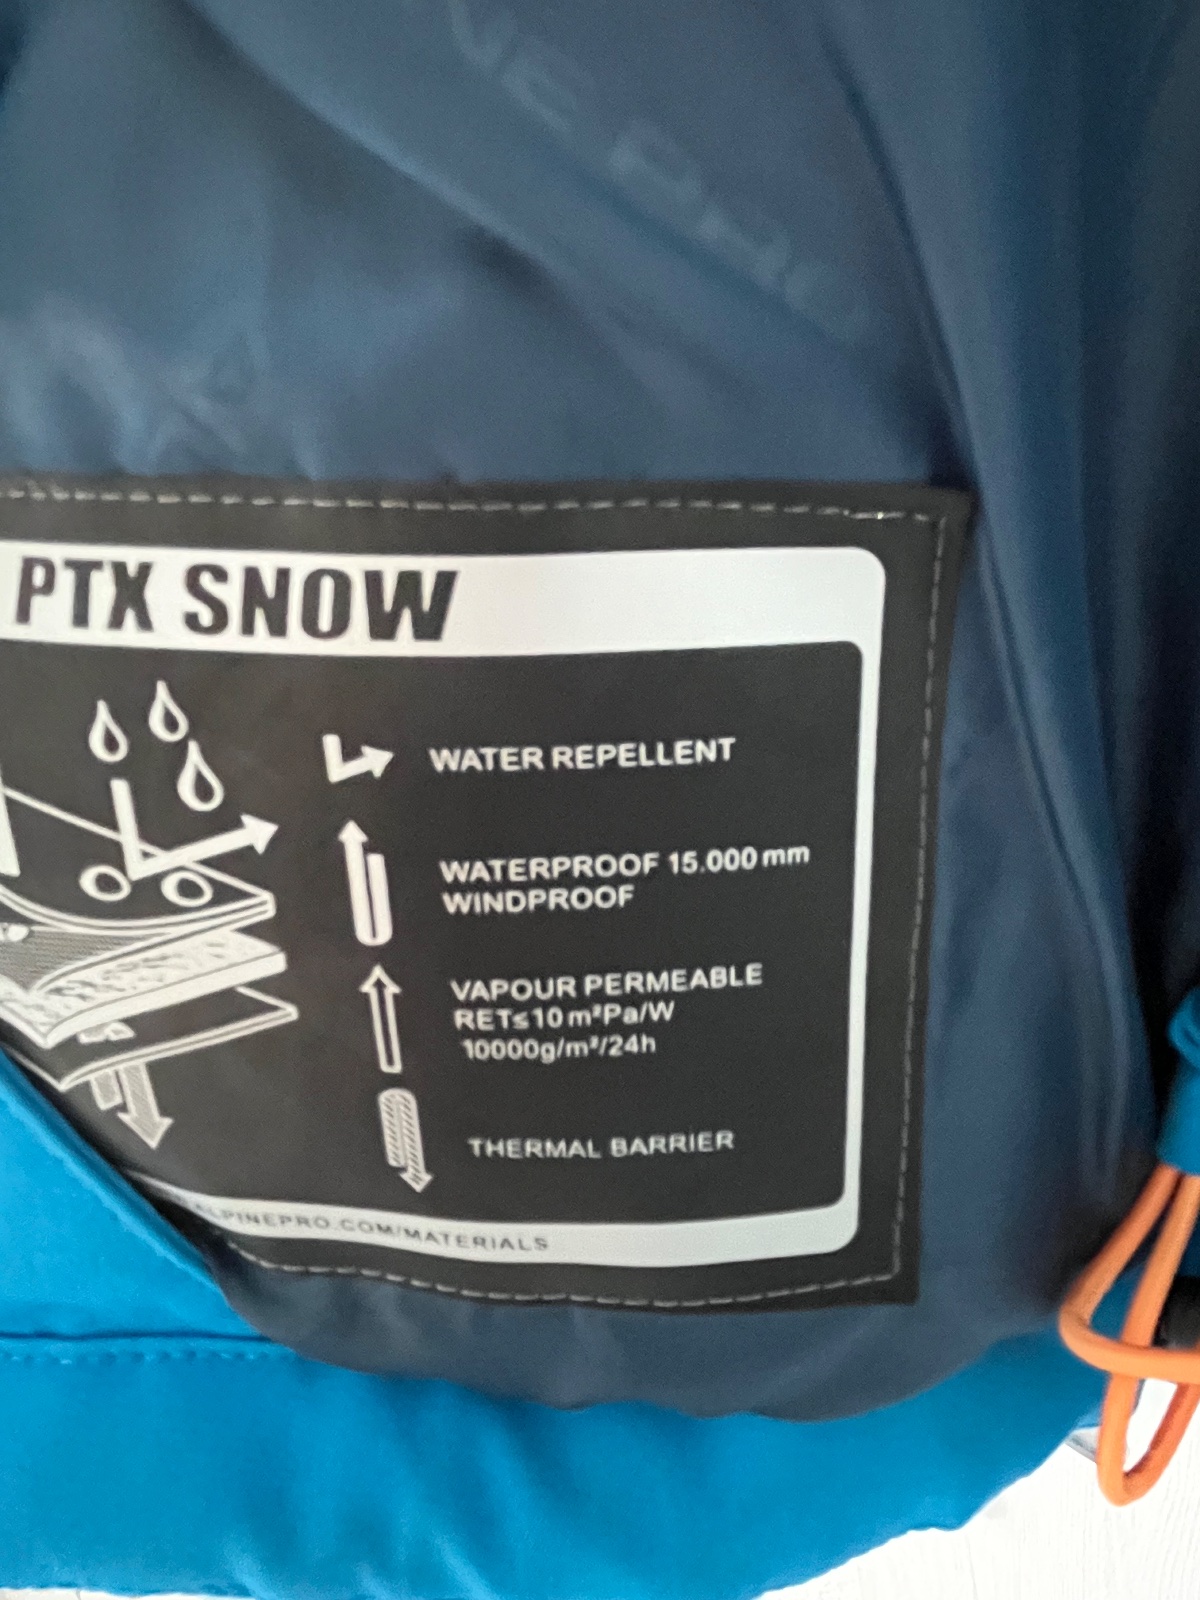 PTX SNOW
WATER REPELLENT
WATERPROOF 15.000 mm
WINDPROOF
VAPOUR PERMEABLE
RET≤10 m²Pa/W
10000g/m²/24h
THERMAL BARRIER
ALPINEPRO.COM/MATERIALS